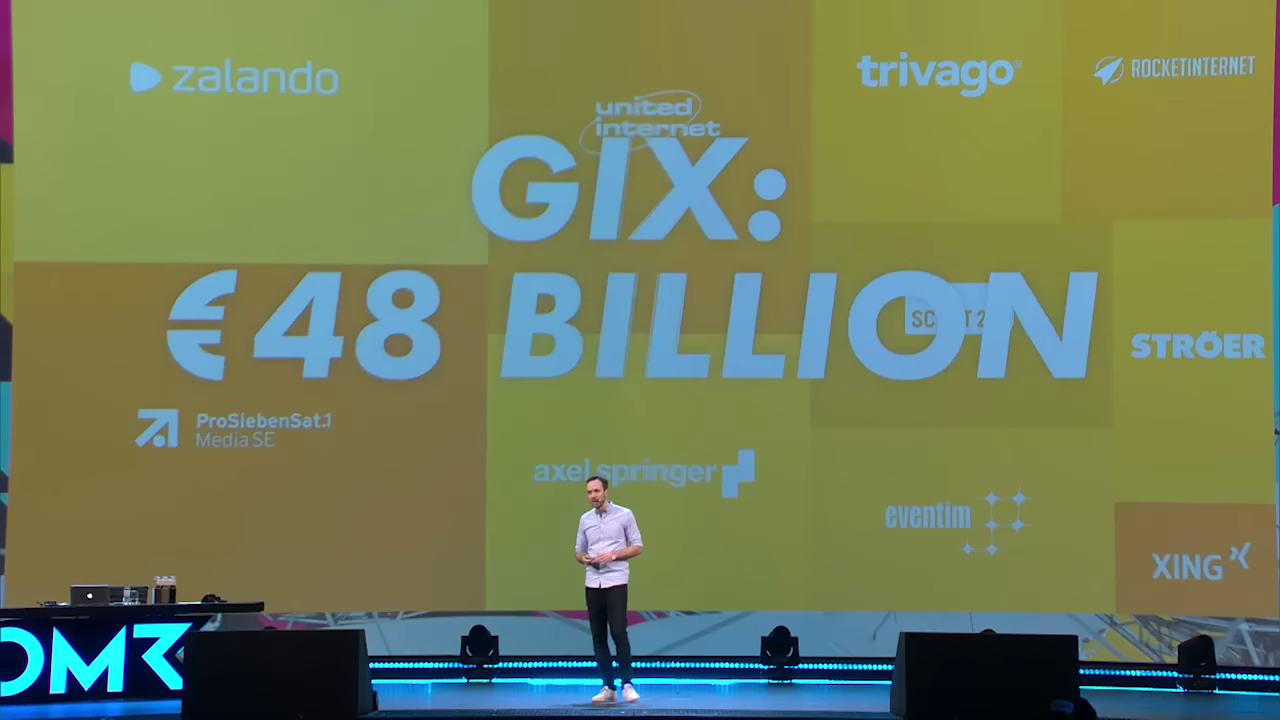 zalando
united
internet
trivago
ROCKETINTERNET
GIX:
€48 BILLION
STRÖER
ProSiebenSat.1
Media SE
axel springer
eventim
XING
OMR